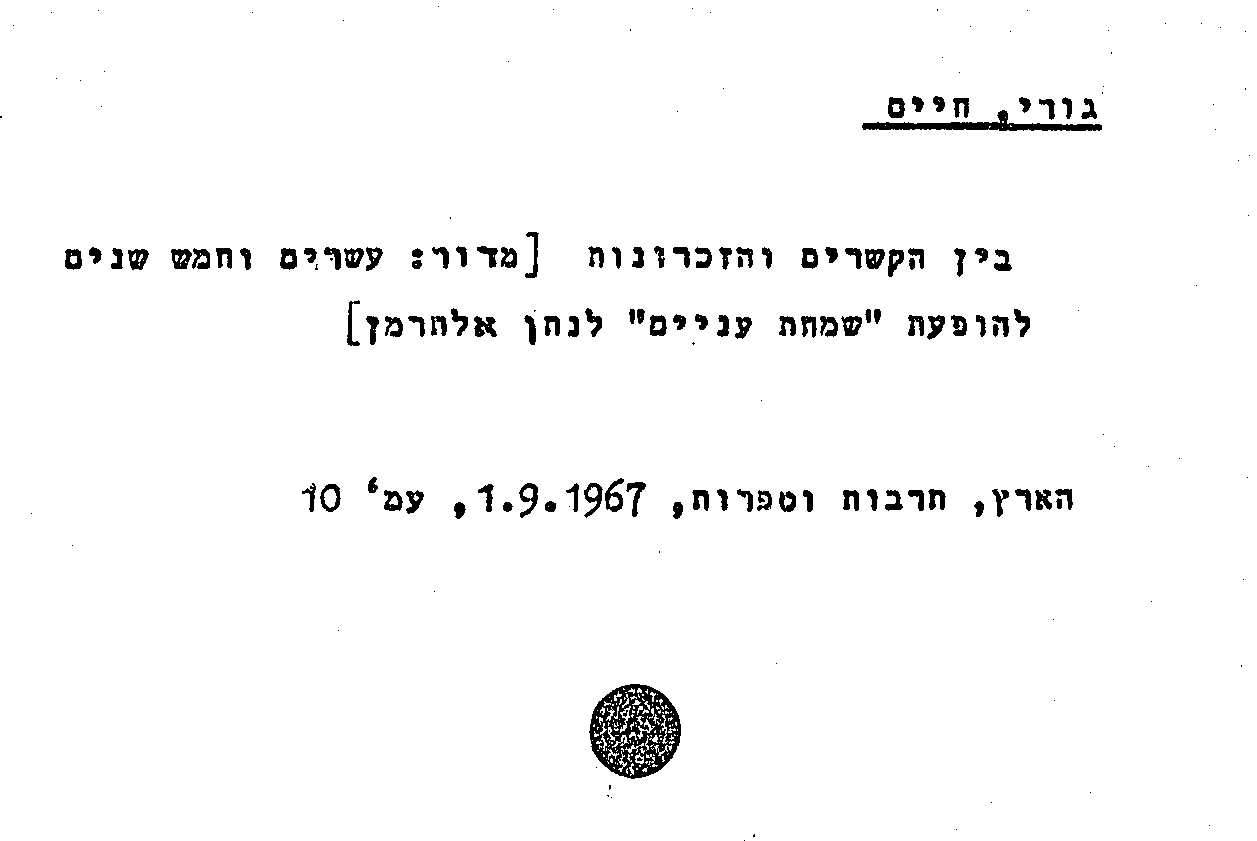 גורי, חיים
בין הקשרים והזכרונות [מדור: עשרים וחמש שנים
להופעת "שמחת עניים" לנתן אלתרמן]
הארץ, תרבות וספרות, 1.9.1967, עמ' 10